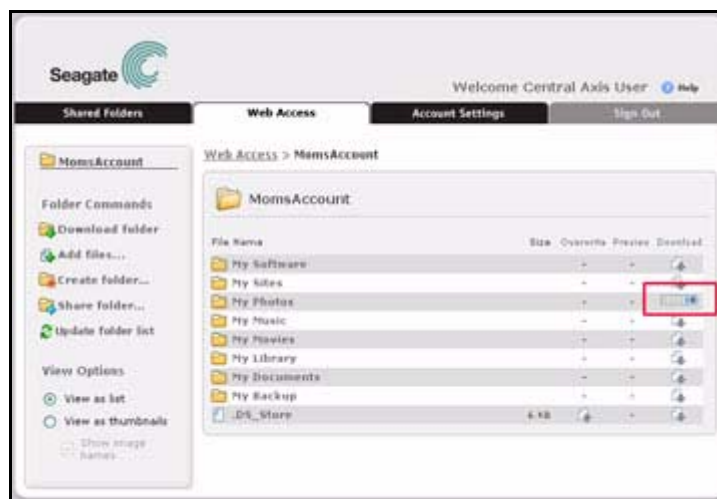 Seagate
Welcome Central Axis User Help
Shared Folders Web Access Account Settings Sign Out
MomsAccount
Web Access > MomsAccount
MomsAccount
Folder Commands
Download folder
Add files...
Create folder...
Share folder...
Update folder list
View Options
View as list
View as thumbnails
Show image
names
File Name Size Overwrite Preview Download
My Software - -
My Sites - -
My Photos - -
My Music - -
My Movies - -
My Library - -
My Documents - -
My Backup - -
.DS_Store 6 KB -